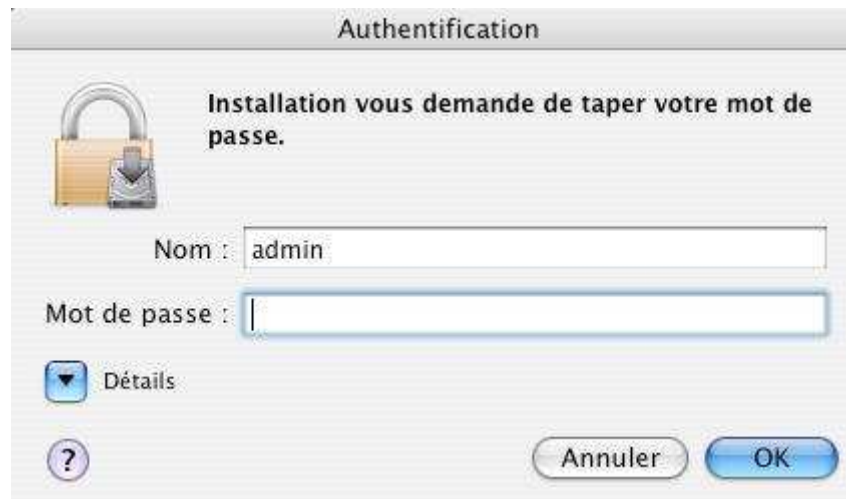 Authentification
Installation vous demande de taper votre mot de
passe.
Nom : admin
Mot de passe :
Détails
?
Annuler OK